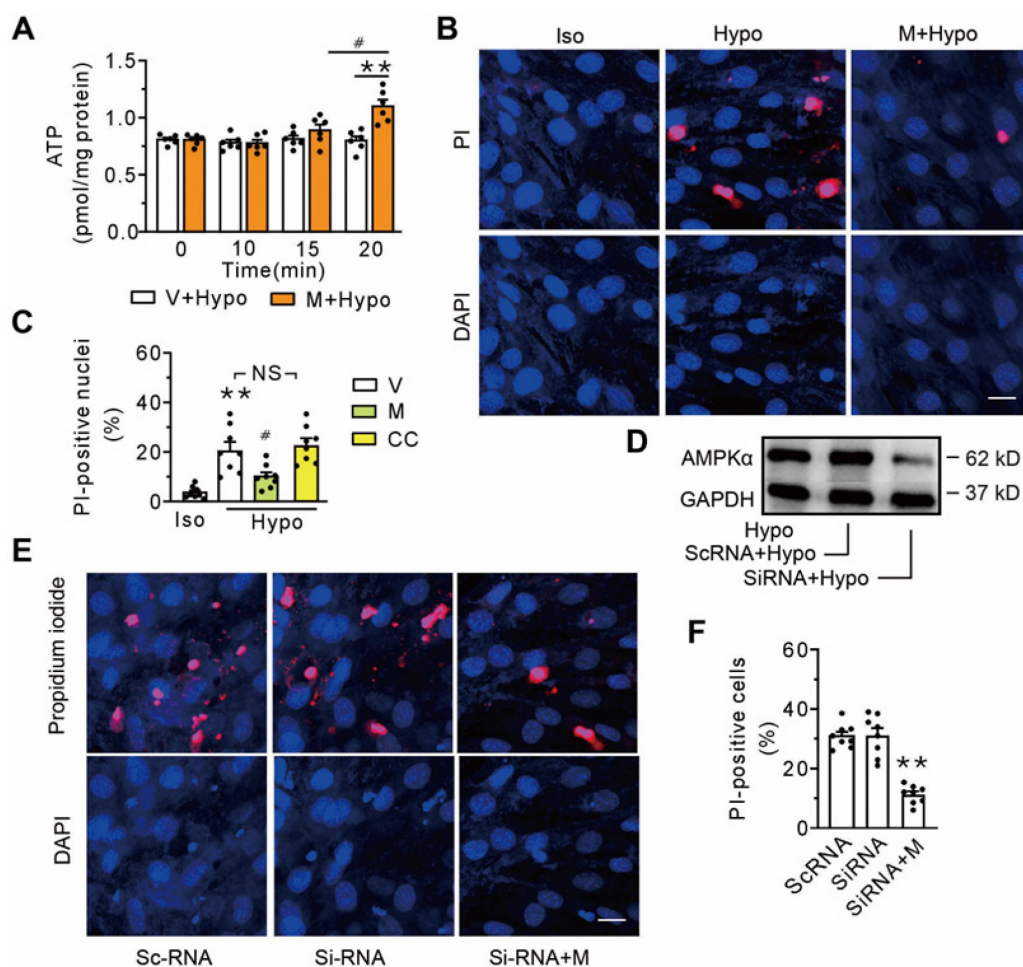 A
#
**
1.5
1.0
0.5
0.0
ATP
(pmol/mg protein)
0 10 15 20
Time(min)
V+Hypo M+Hypo
B
Iso Hypo M+Hypo
PI
DAPI
C
60
40
20
0
PI-positive nuclei
(%)
NS
**
#
V
M
CC
Iso Hypo
D
AMPKα 62 kD
GAPDH 37 kD
Hypo
ScRNA+Hypo
SiRNA+Hypo
E
Propidium iodide
DAPI
Sc-RNA Si-RNA Si-RNA+M
F
60
40
20
0
PI-positive cells
(%)
**
ScRNA
SiRNA
SiRNA+M